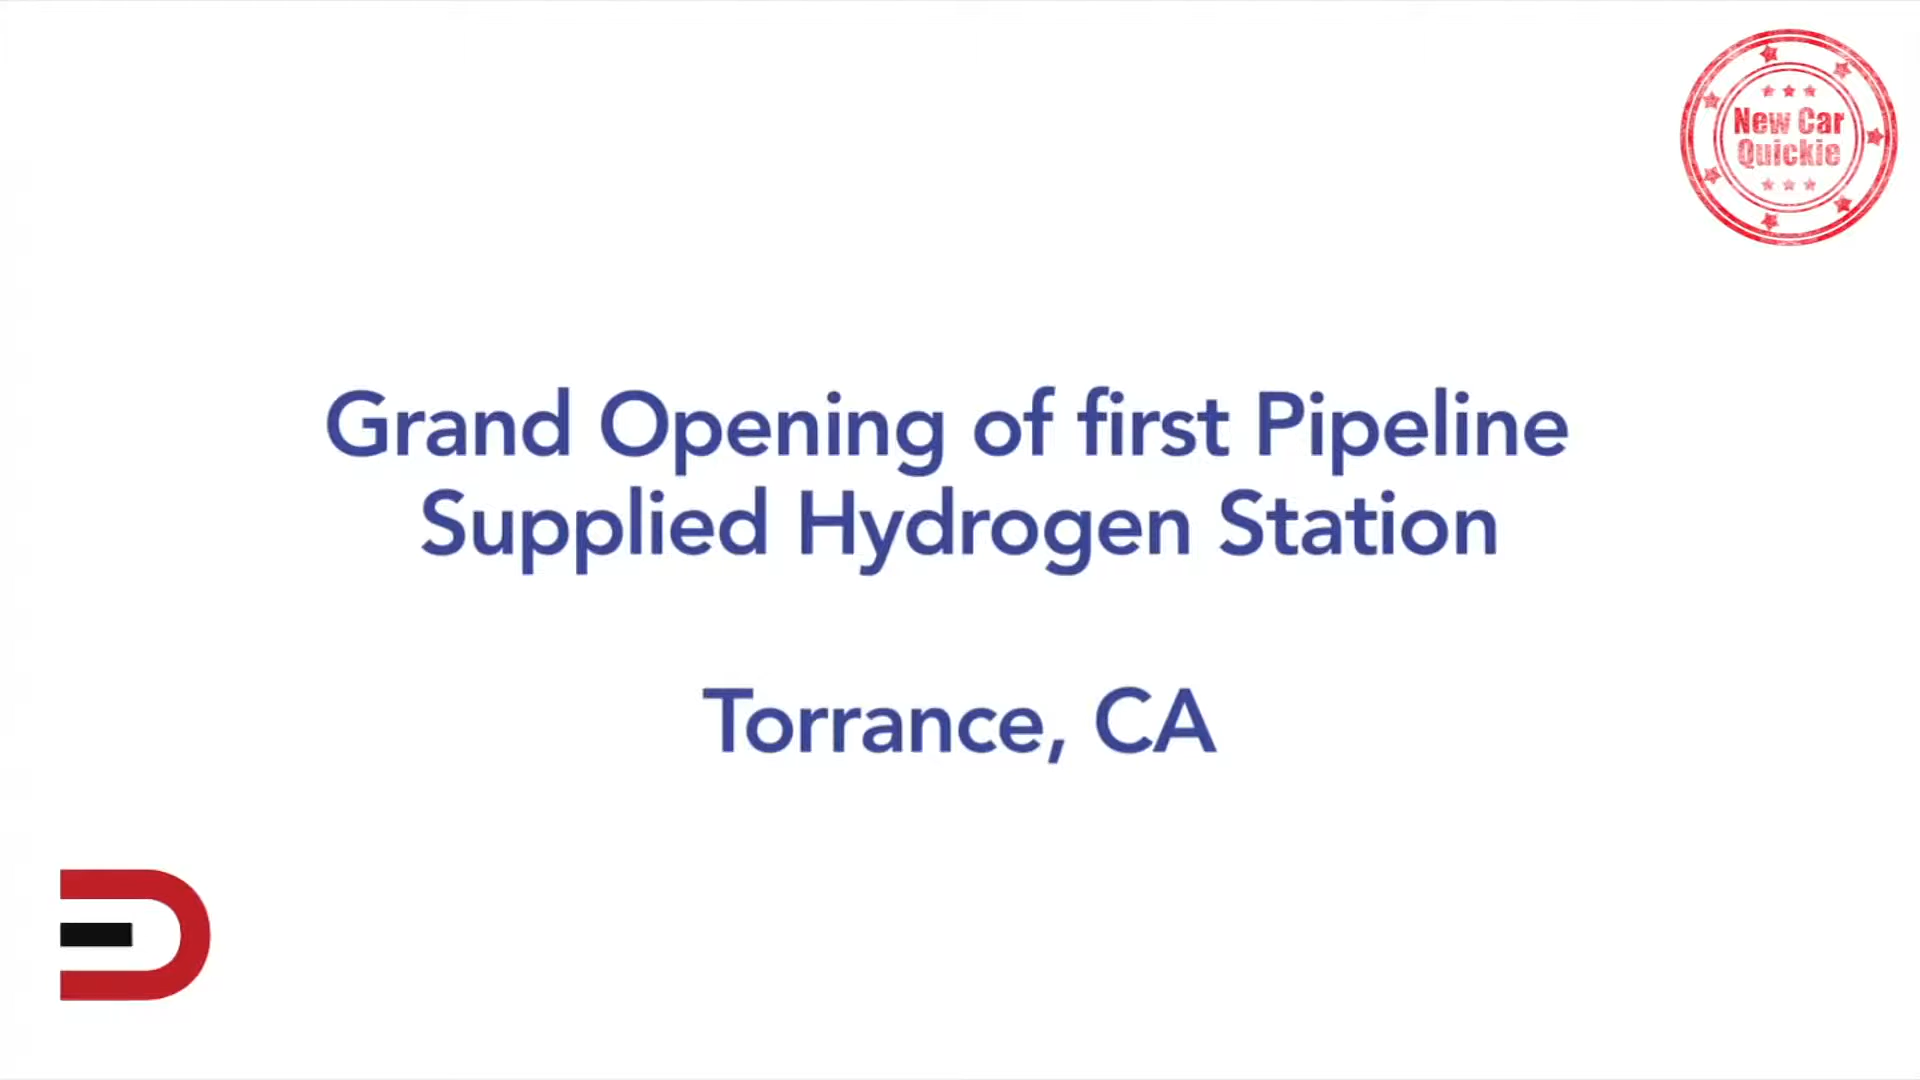 New Car
Quickie
Grand Opening of first Pipeline
Supplied Hydrogen Station
Torrance, CA